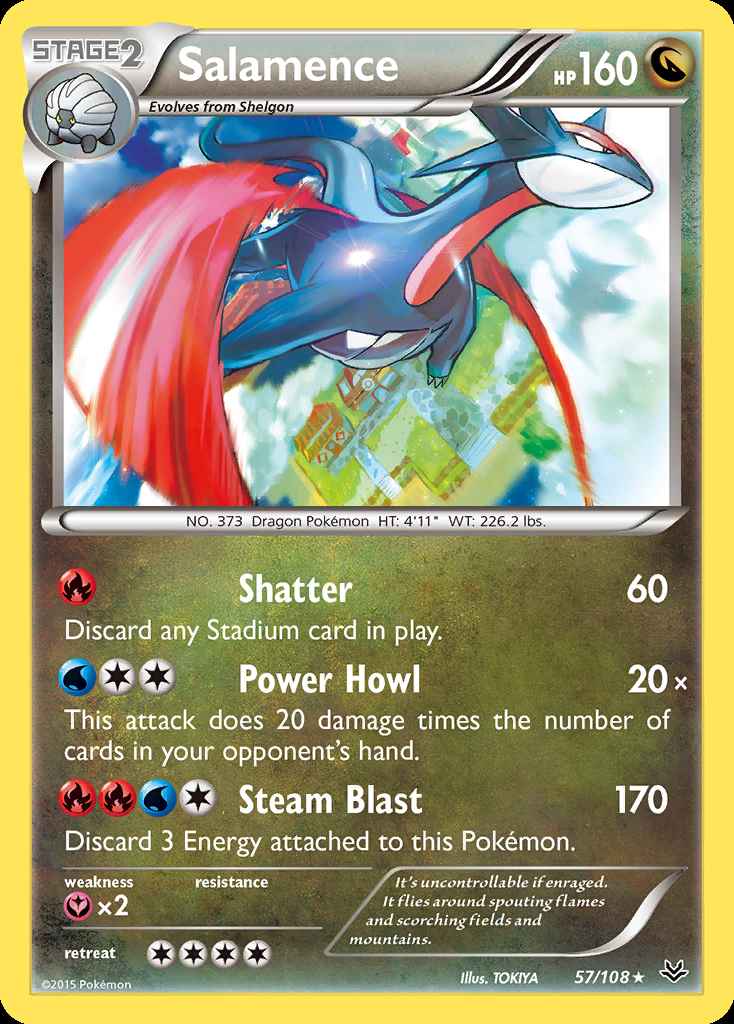 STAGE2
Salamence
HP160
Evolves from Shelgon
NO. 373 Dragon Pokémon HT: 4'11" WT: 226.2 lbs.
Shatter 60
Discard any Stadium card in play.
Power Howl 20×
This attack does 20 damage times the number of
cards in your opponent's hand.
Steam Blast 170
Discard 3 Energy attached to this Pokémon.
weakness resistance
×2
It's uncontrollable if enraged.
It flies around spouting flames
and scorching fields and
mountains.
retreat
©2015 Pokémon
Illus. TOKIYA 57/108★